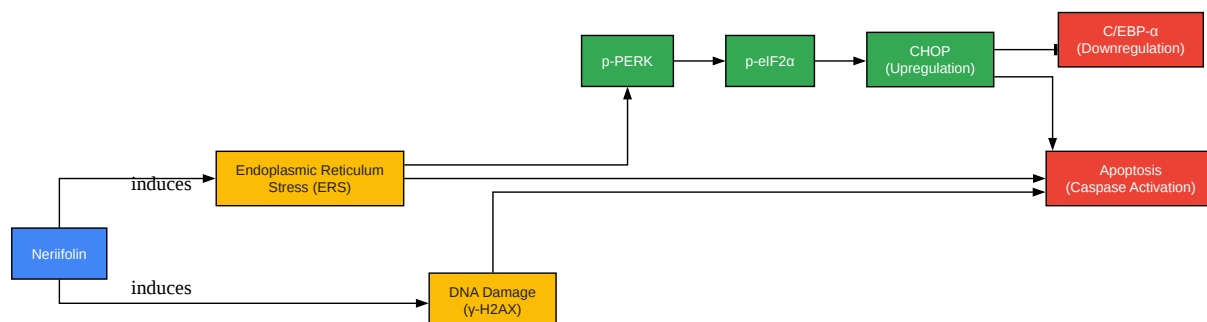 C/EBP-α
(Downregulation)
p-PERK
p-eIF2α
CHOP
(Upregulation)
Endoplasmic Reticulum
Stress (ERS)
Apoptosis
(Caspase Activation)
induces
Neriifolin
induces
DNA Damage
(γ-H2AX)